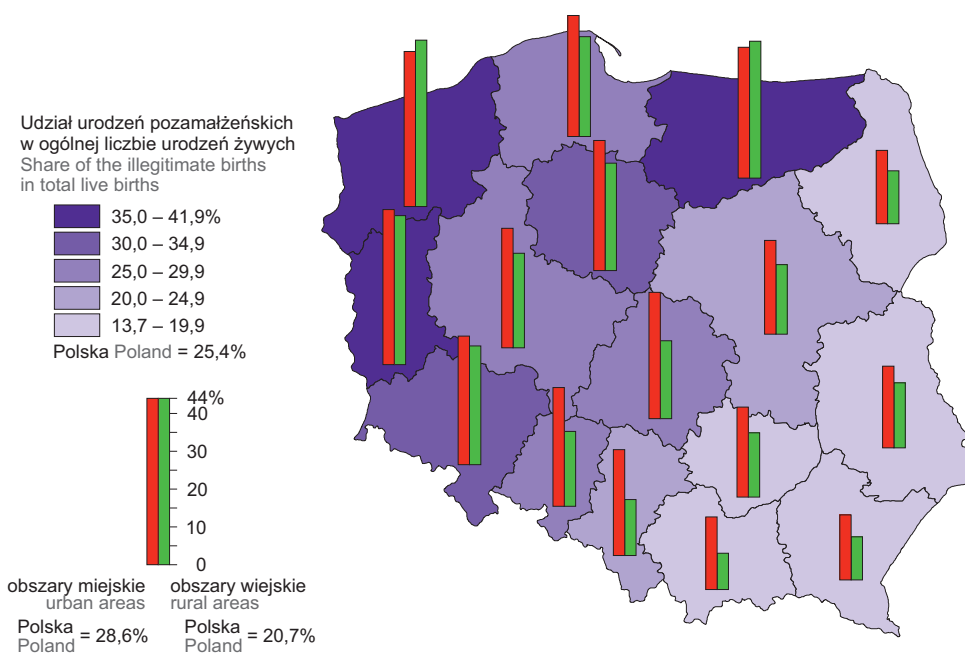 Udział urodzeń pozamałżeńskich
w ogólnej liczbie urodzeń żywych
Share of the illegitimate births
in total live births
35,0 – 41,9%
30,0 – 34,9
25,0 – 29,9
20,0 – 24,9
13,7 – 19,9
Polska Poland = 25,4%
44%
40
30
20
10
0
obszary miejskie
urban areas
Polska
Poland = 28,6%
obszary wiejskie
rural areas
Polska
Poland = 20,7%